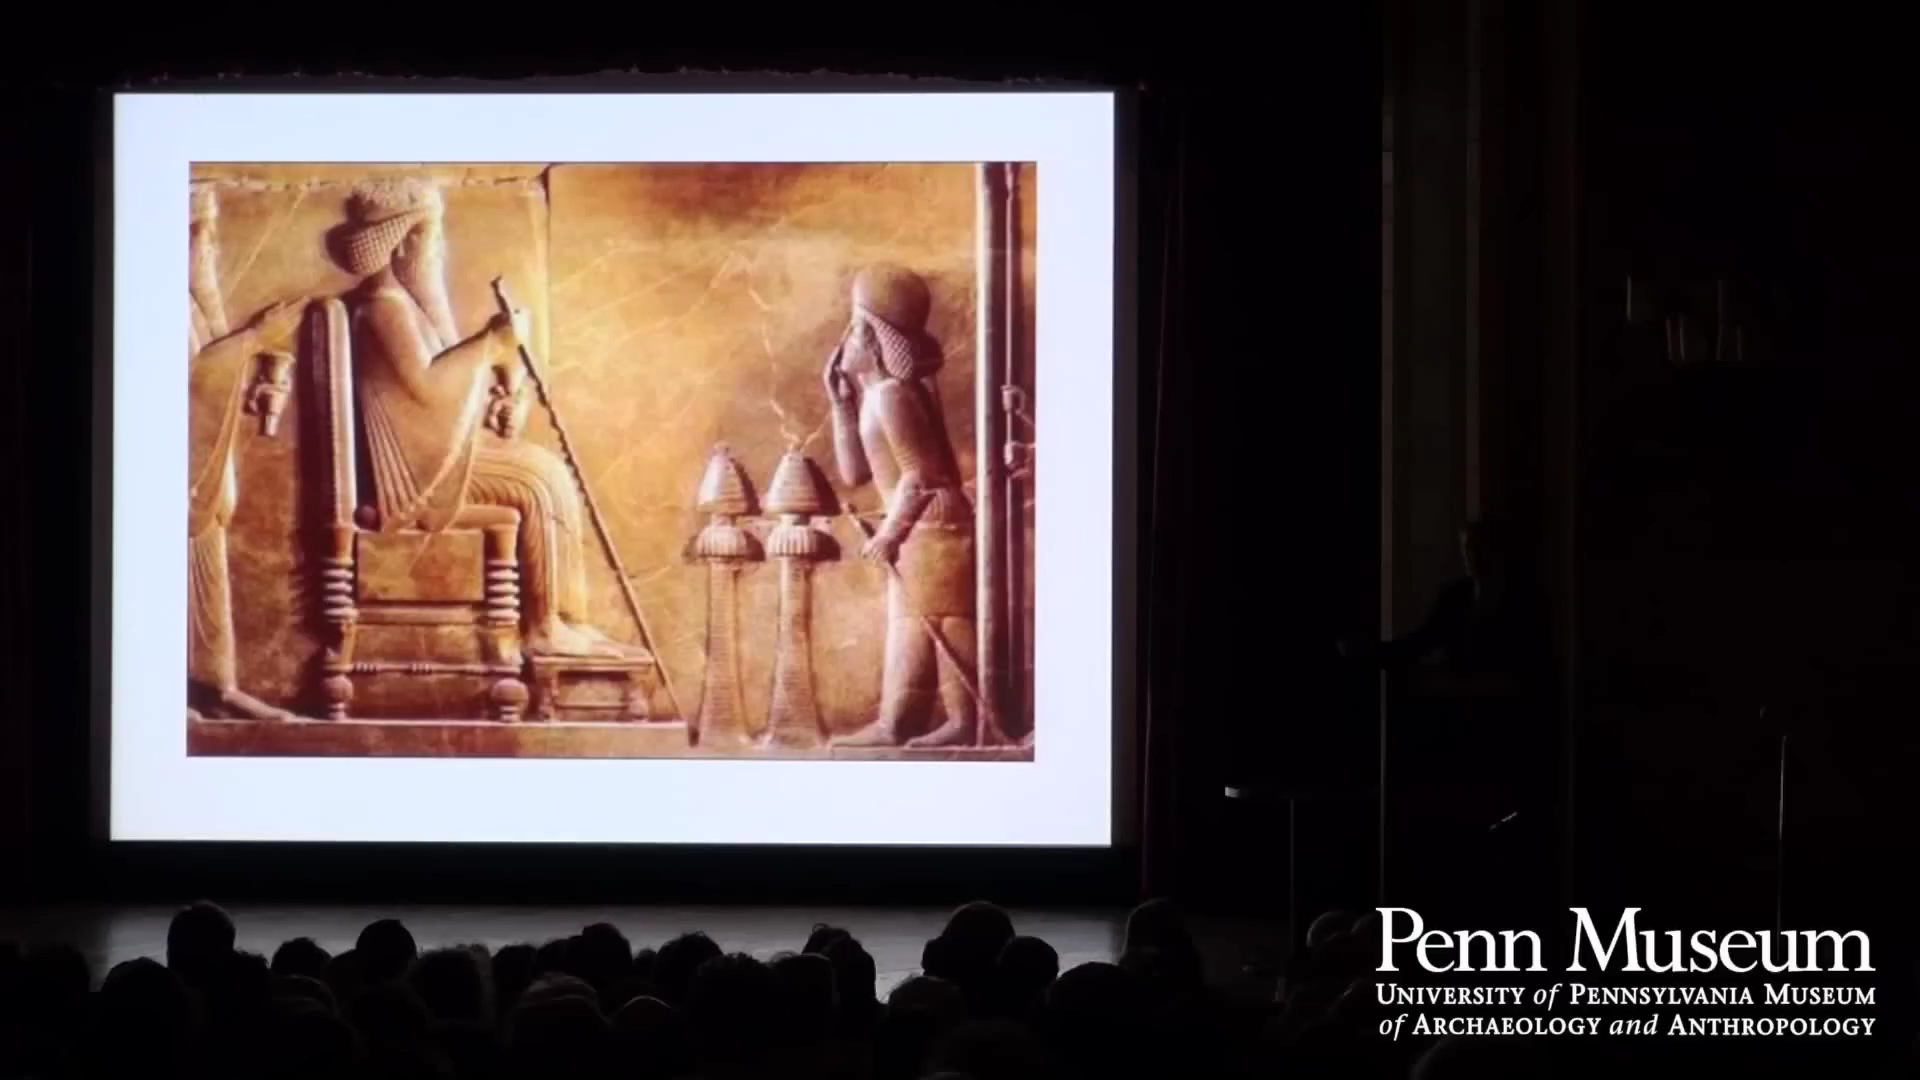 Penn Museum
UNIVERSITY of PENNSYLVANIA MUSEUM
of ARCHAEOLOGY and ANTHROPOLOGY